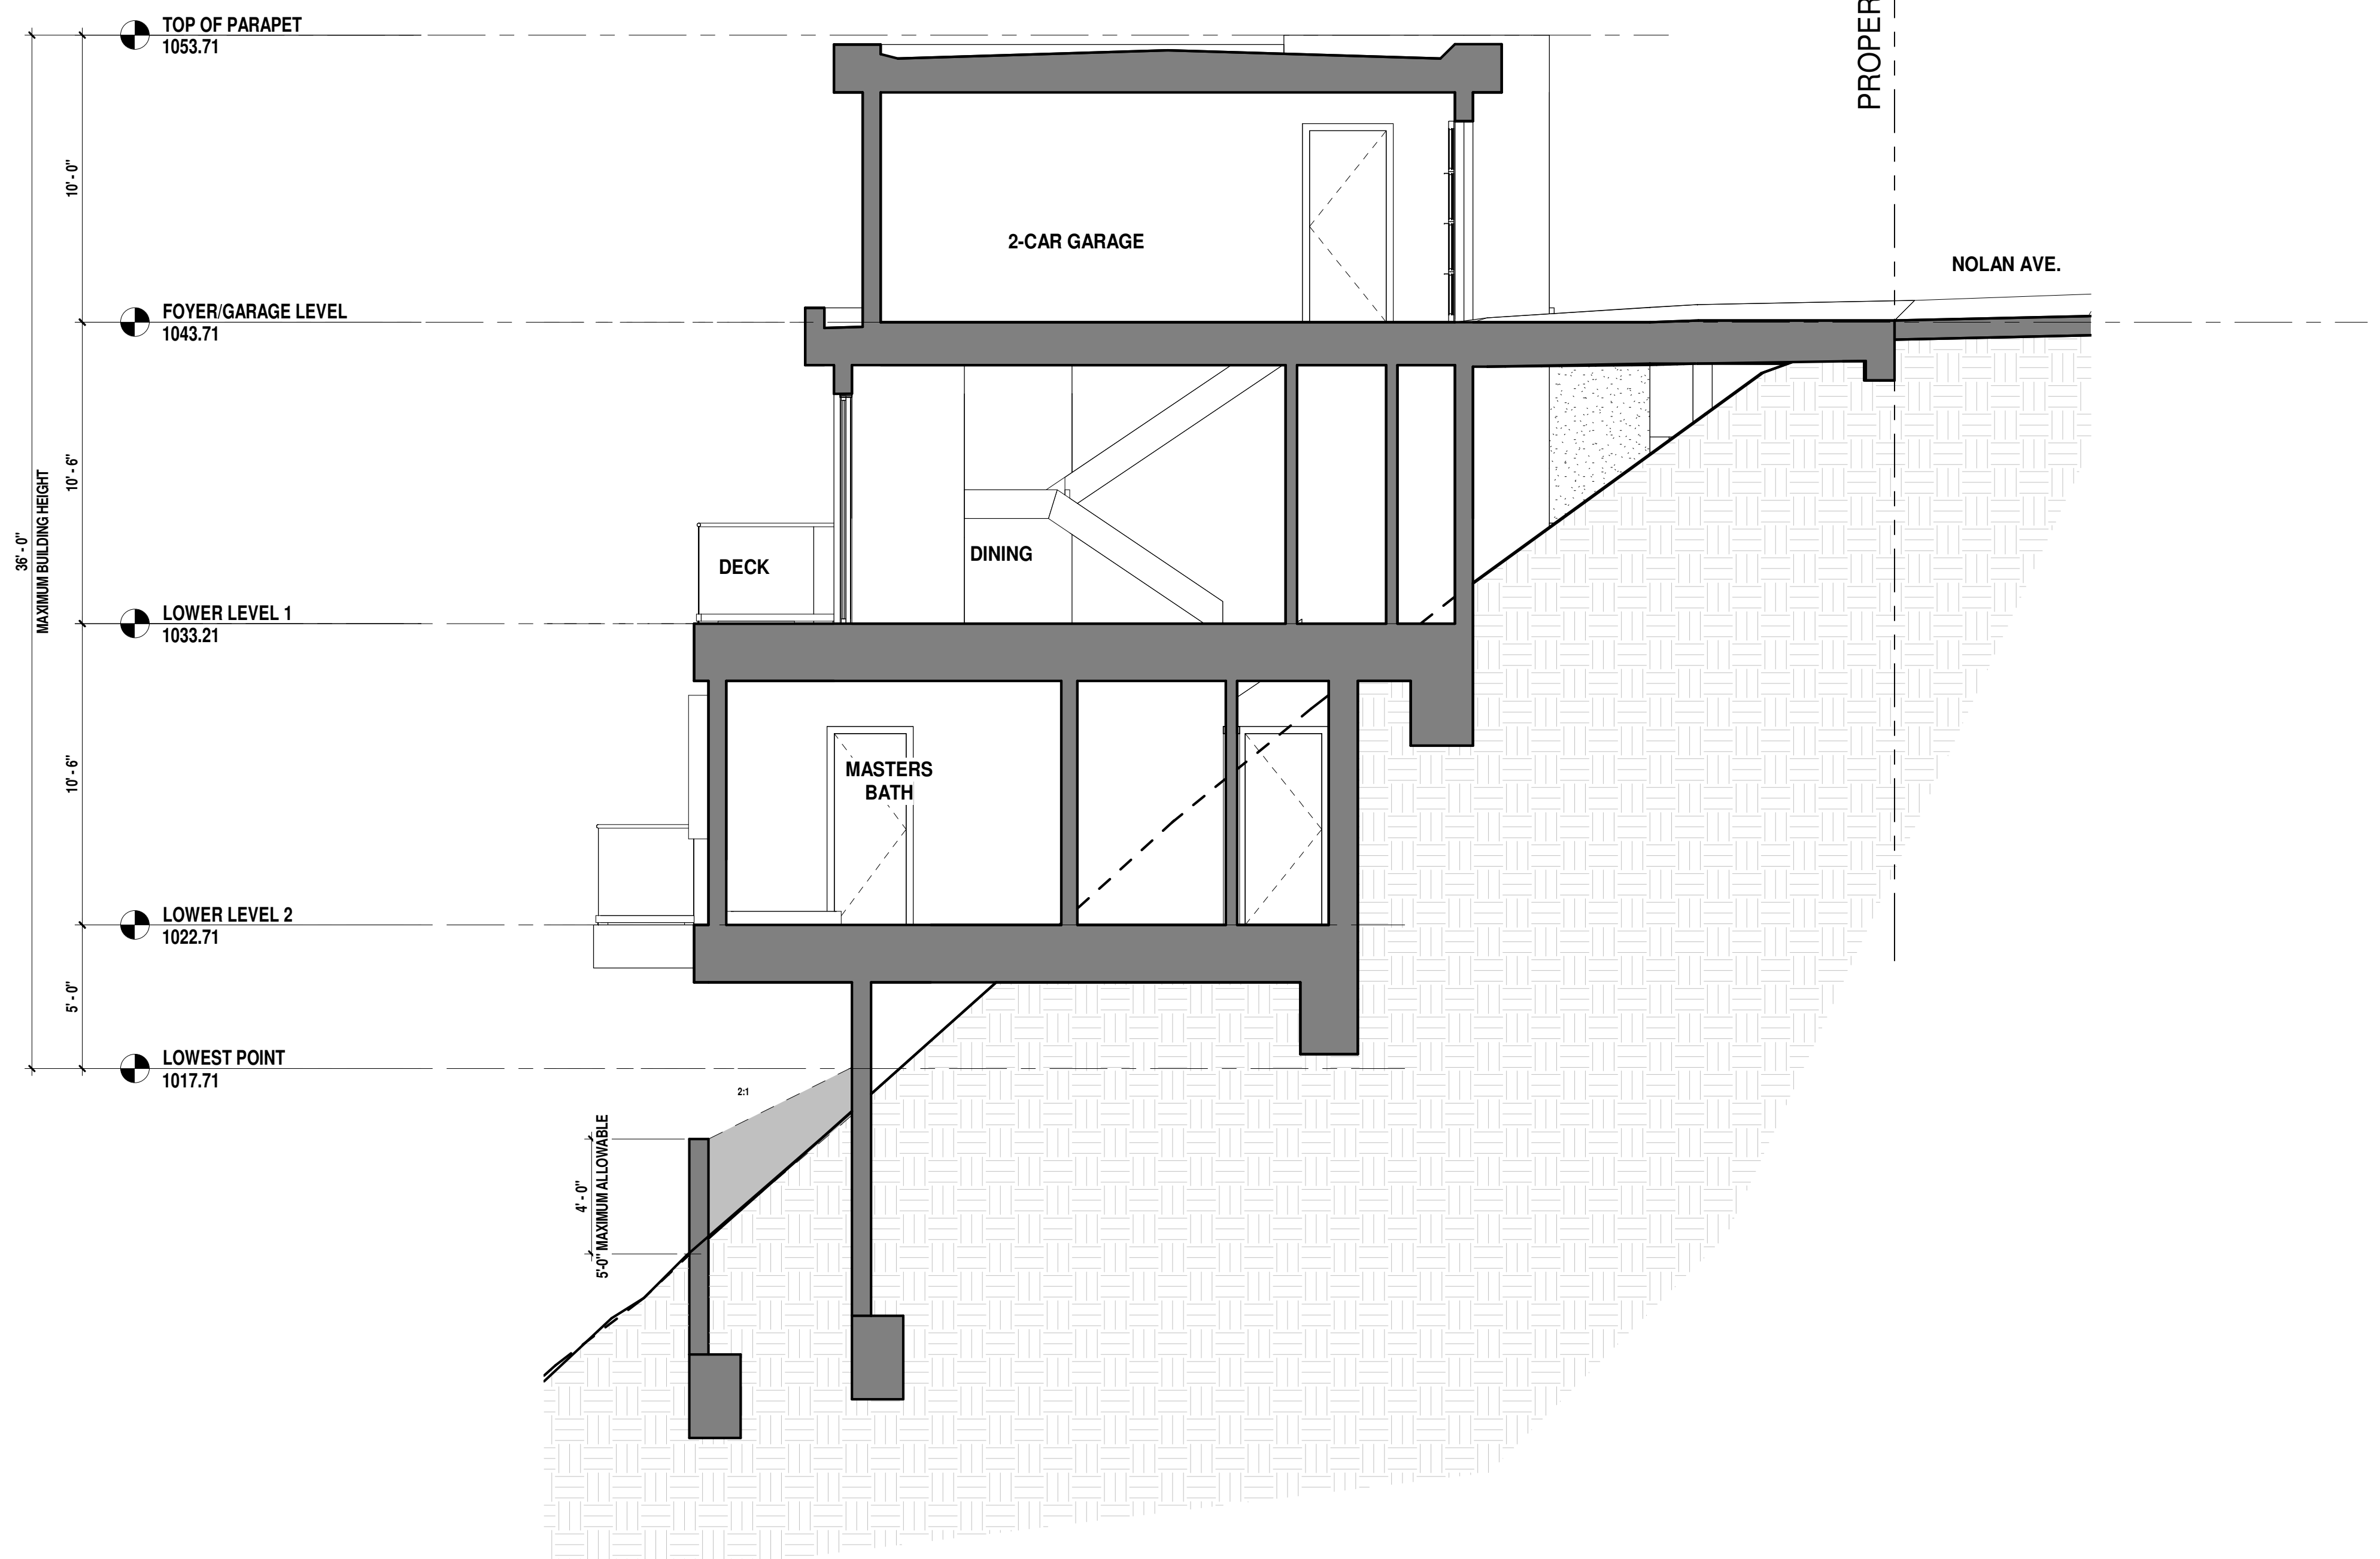 TOP OF PARAPET
1053.71
PROPER
10' - 0"
2-CAR GARAGE
NOLAN AVE.
FOYER/GARAGE LEVEL
1043.71
10' - 6"
36' - 0"
MAXIMUM BUILDING HEIGHT
DECK
DINING
LOWER LEVEL 1
1033.21
10' - 6"
MASTERS
BATH
LOWER LEVEL 2
1022.71
5' - 0"
LOWEST POINT
1017.71
2:1
4' - 0"
5'-0" MAXIMUM ALLOWABLE